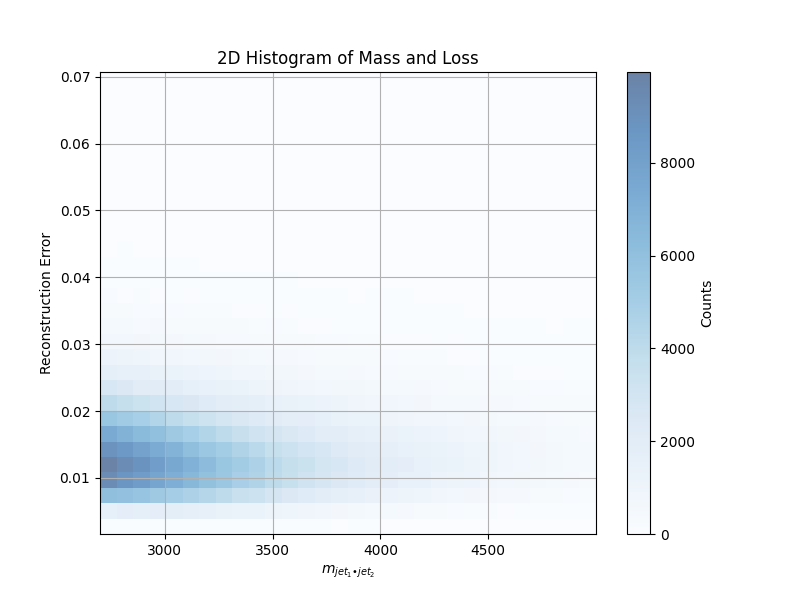 2D Histogram of Mass and Loss
0.07
0.06
0.05
0.04
0.03
0.02
0.01
Reconstruction Error
3000 3500 4000 4500
m_{jet_1 • jet_2}
8000
6000
4000
2000
0
Counts